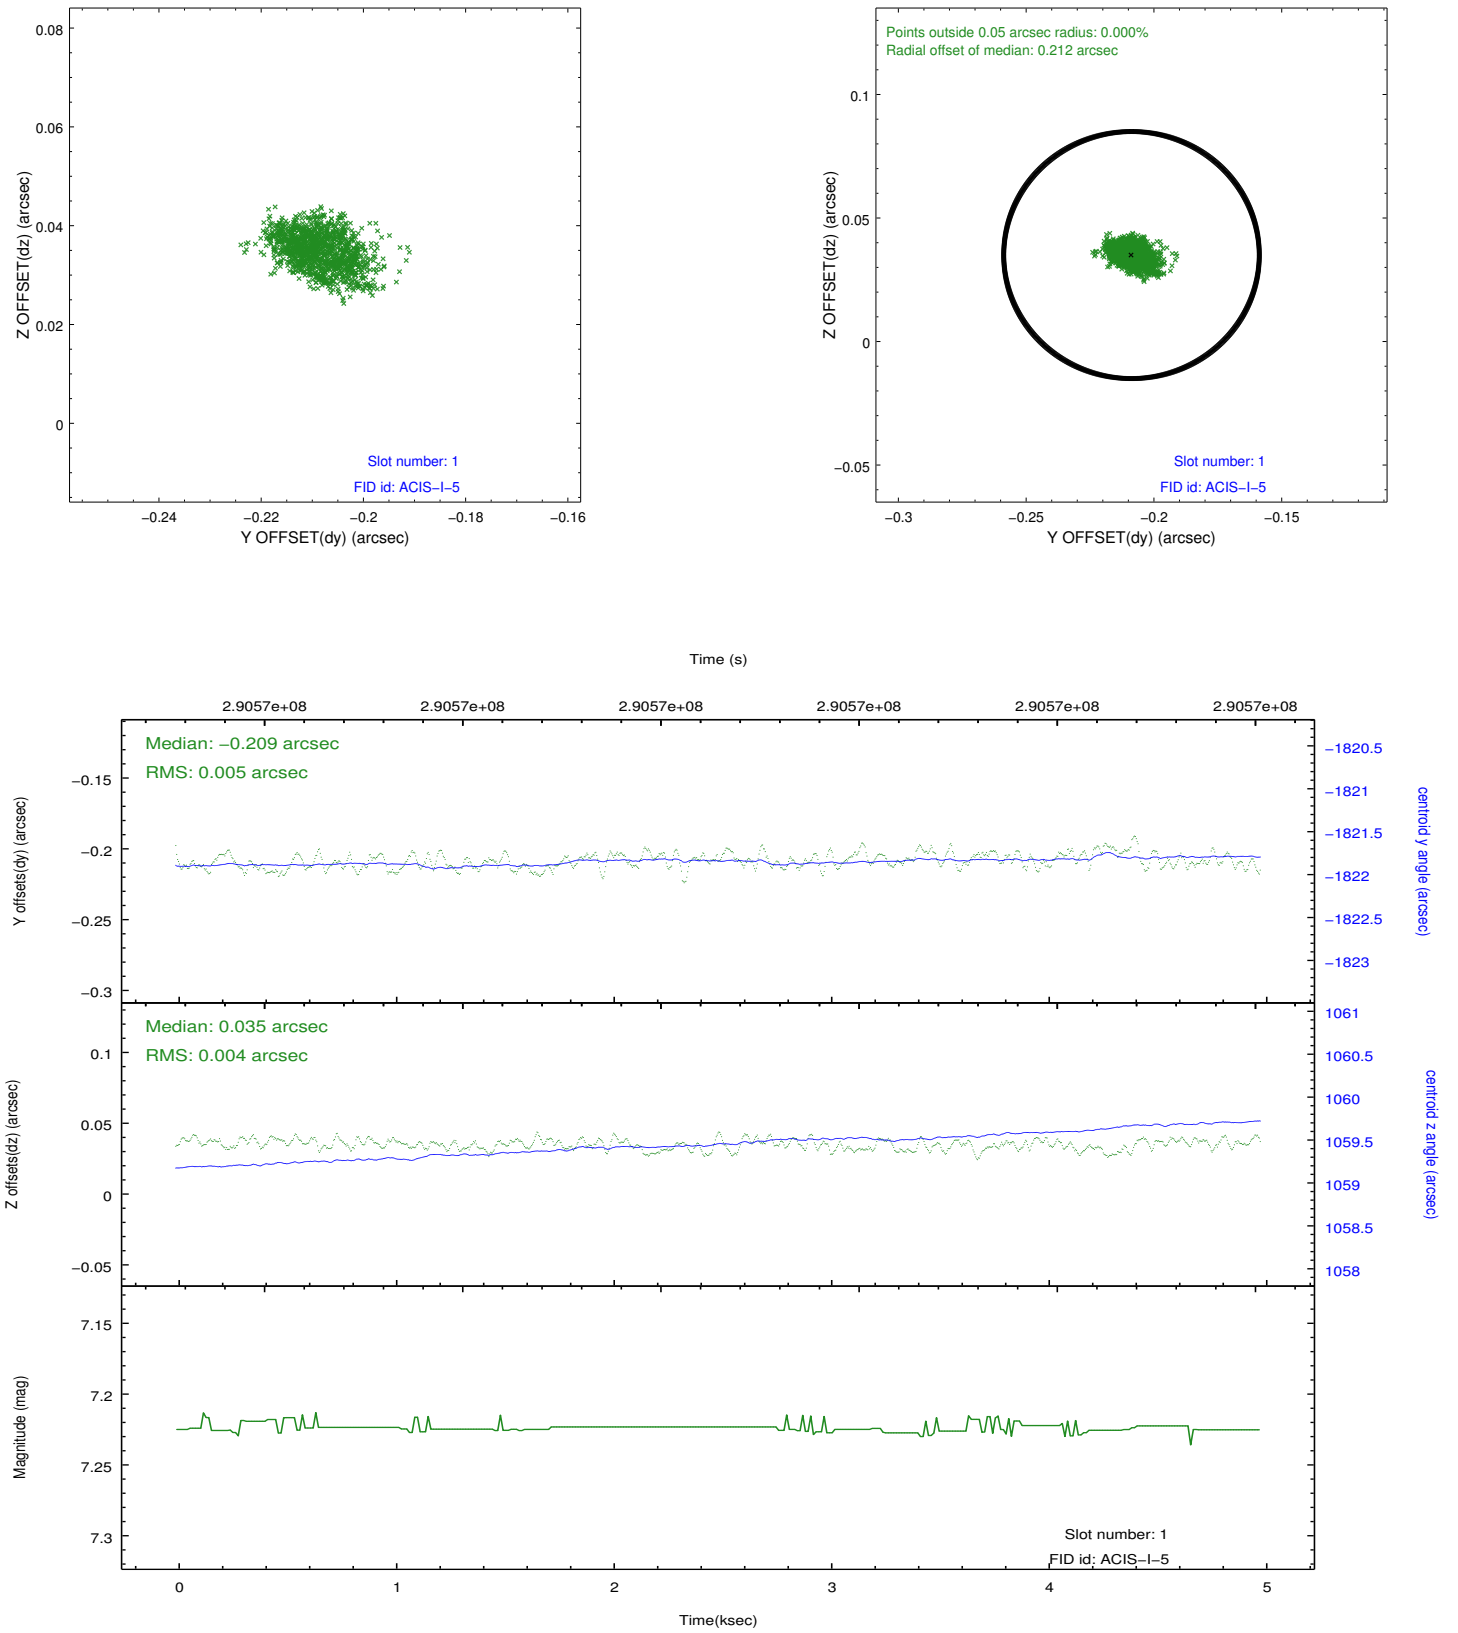 0.08
0.06
0.04
0.02
0
Z OFFSET(dz) (arcsec)
Slot number: 1
FID id: ACIS−I−5
−0.24 −0.22 −0.2 −0.18 −0.16
Y OFFSET(dy) (arcsec)
Points outside 0.05 arcsec radius: 0.000%
Radial offset of median: 0.212 arcsec
0.1
0.05
0
−0.05
Z OFFSET(dz) (arcsec)
Slot number: 1
FID id: ACIS−I−5
−0.3 −0.25 −0.2 −0.15
Y OFFSET(dy) (arcsec)
Time (s)
2.9057e+08 2.9057e+08 2.9057e+08 2.9057e+08 2.9057e+08 2.9057e+08
Median: −0.209 arcsec
RMS: 0.005 arcsec
−0.15
−0.2
−0.25
−0.3
Y offsets(dy) (arcsec)
−1820.5
−1821
−1821.5
−1822
−1822.5
−1823
centroid y angle (arcsec)
Median: 0.035 arcsec
RMS: 0.004 arcsec
0.1
0.05
0
−0.05
Z offsets(dz) (arcsec)
1061
1060.5
1060
1059.5
1059
1058.5
1058
centroid z angle (arcsec)
7.15
7.2
7.25
7.3
Magnitude (mag)
Slot number: 1
FID id: ACIS−I−5
0 1 2 3 4 5
Time(ksec)